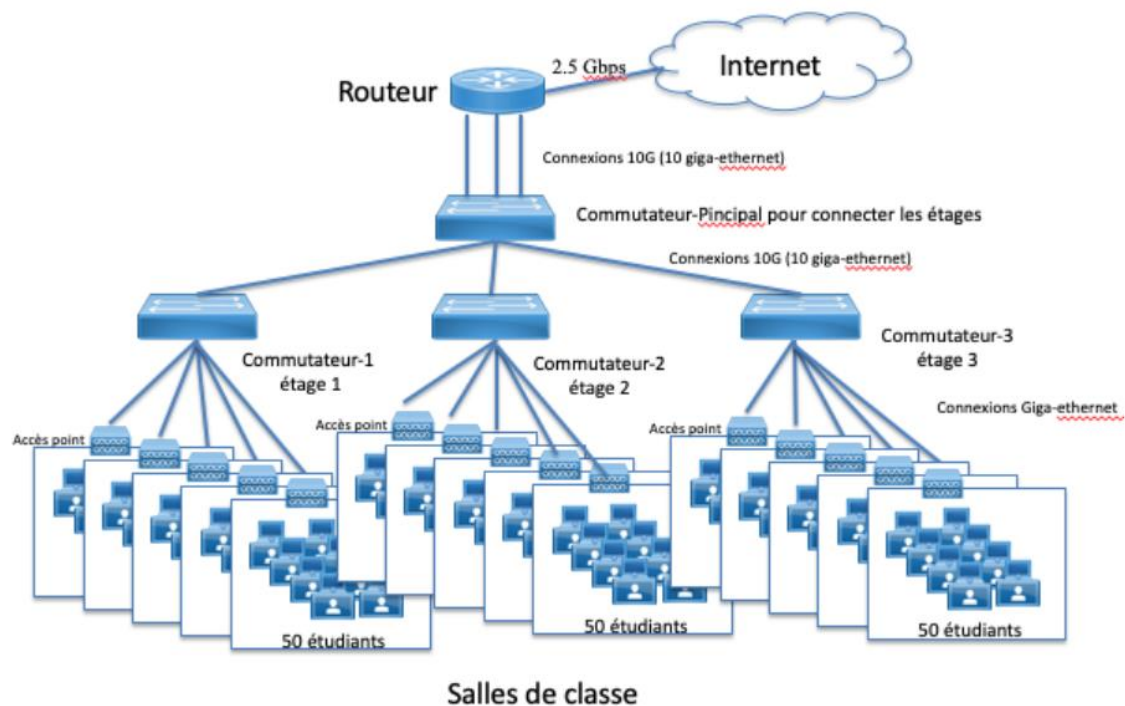 2.5 Gbps
Internet
Routeur
Connexions 10G (10 giga-ethernet)
Commutateur-Pincipal pour connecter les étages
Connexions 10G (10 giga-ethernet)
Commutateur-1
étage 1
Commutateur-2
étage 2
Commutateur-3
étage 3
Connexions Giga-ethernet
Accès point
Accès point
Accès point
50 étudiants
50 étudiants
50 étudiants
Salles de classe